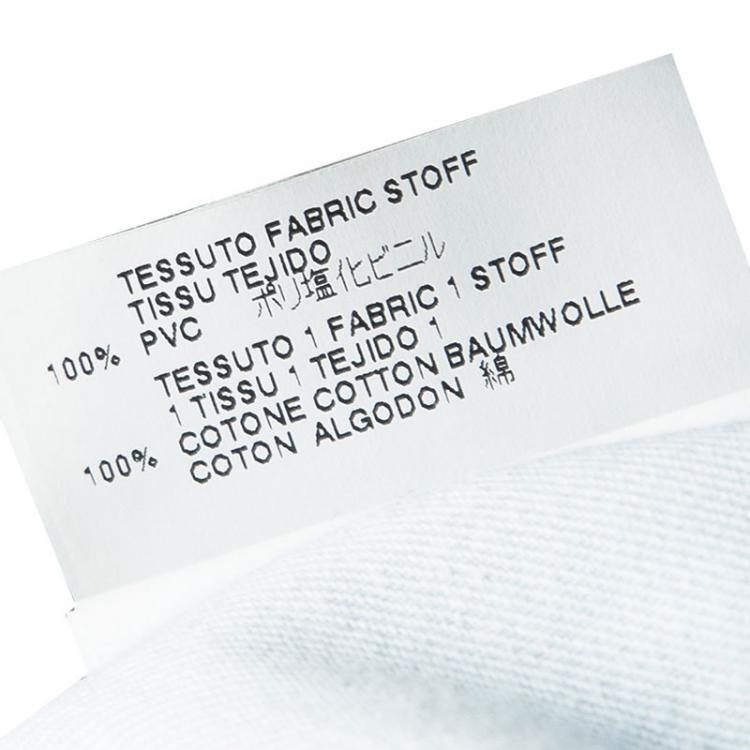 TESSUTO FABRIC STOFF
TISSU TEJIDO
100% PVC ポリ塩化ビニル
TESSUTO 1 FABRIC 1 STOFF
1 TISSU 1 TEJIDO 1
100% COTONE COTTON BAUMWOLLE
COTON ALGODON 綿